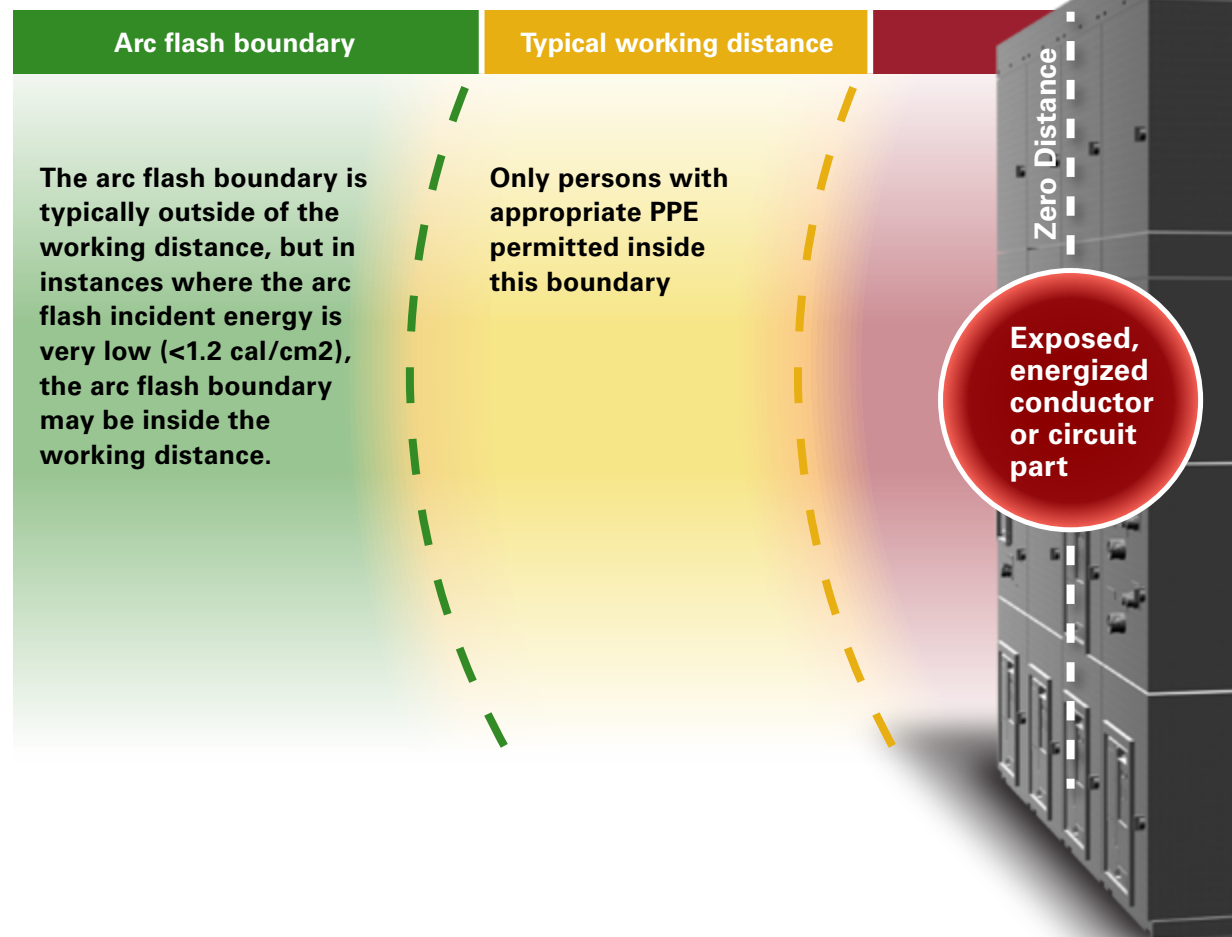 Arc flash boundary
Typical working distance
Zero Distance
The arc flash boundary is
typically outside of the
working distance, but in
instances where the arc
flash incident energy is
very low (<1.2 cal/cm2),
the arc flash boundary
may be inside the
working distance.
Only persons with
appropriate PPE
permitted inside
this boundary
Exposed,
energized
conductor
or circuit
part